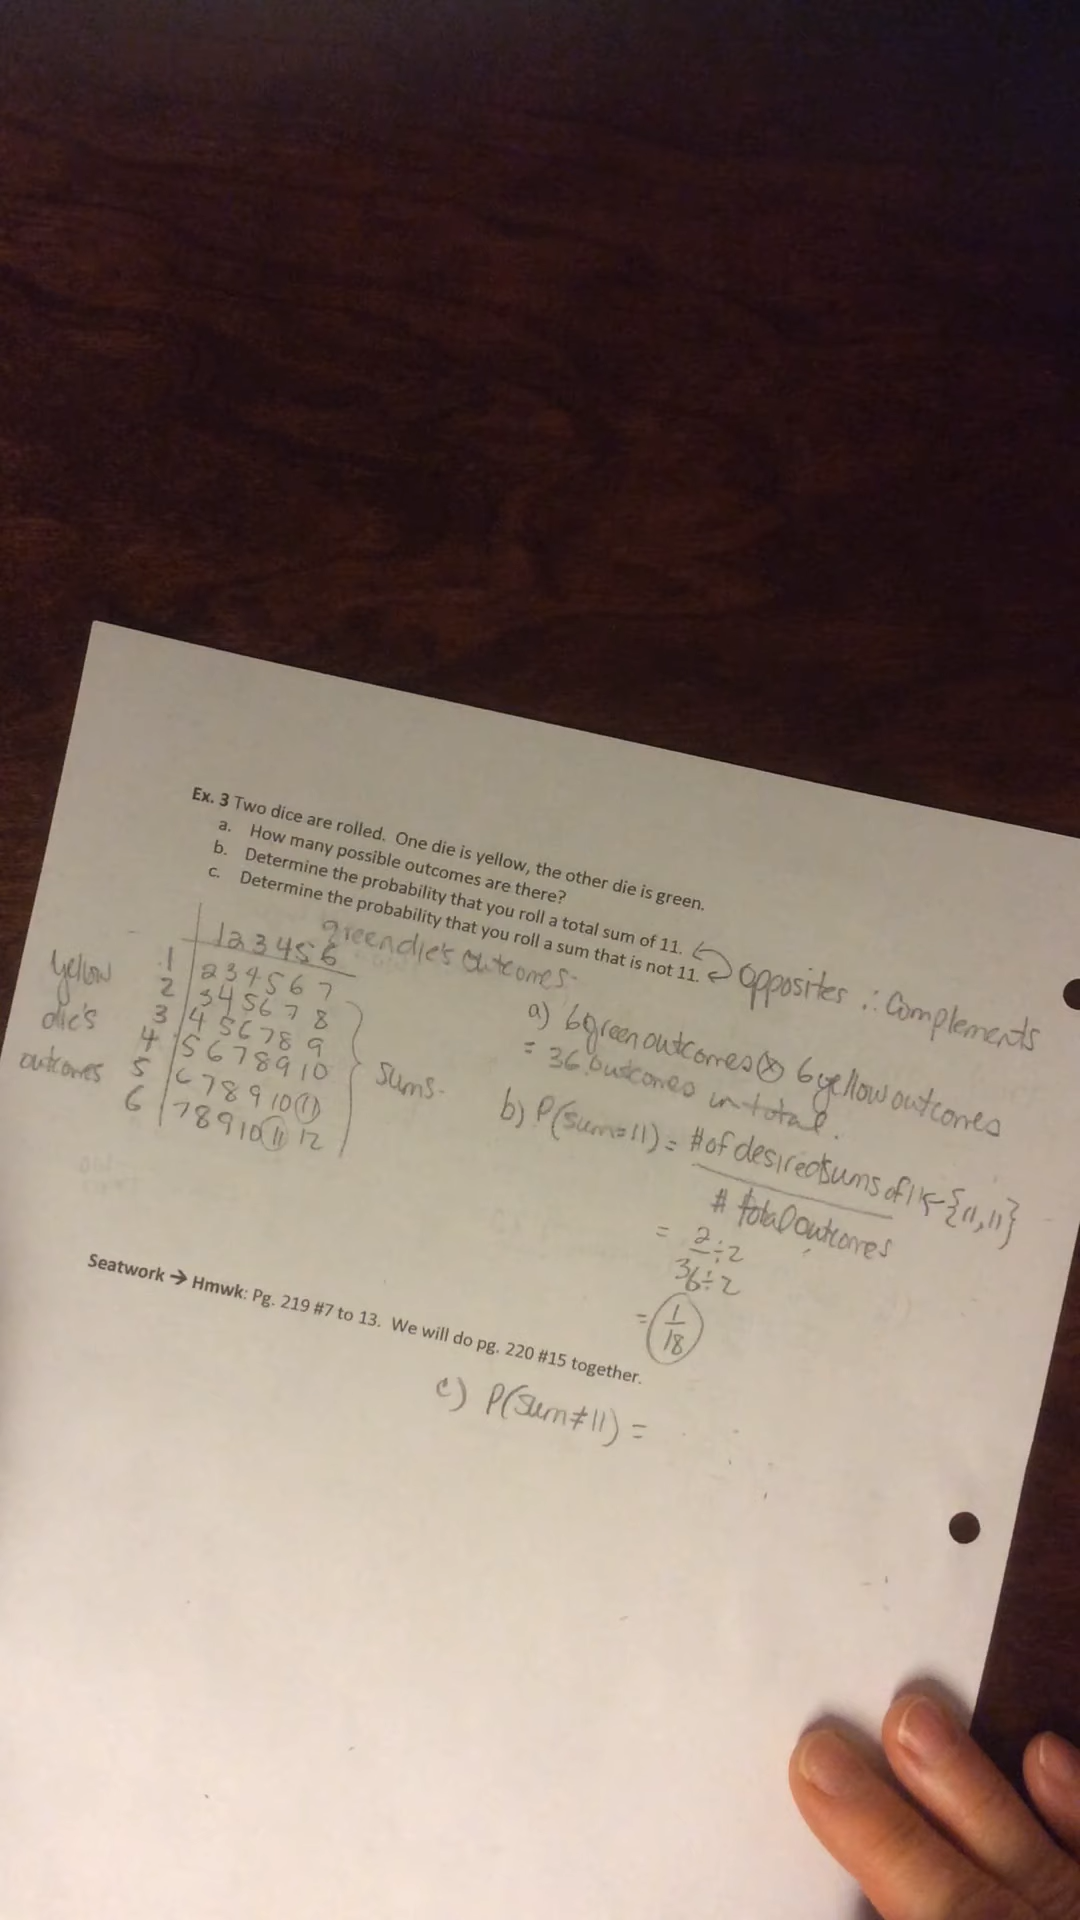 Ex. 3 Two dice are rolled. One die is yellow, the other die is green.
a. How many possible outcomes are there?
b. Determine the probability that you roll a total sum of 11.
c. Determine the probability that you roll a sum that is not 11.
Opposites ∴ Complements
green die's outcomes.
1 2 3 4 5 6
yellow die's outcomes
1 2 3 4 5 6 7
2 3 4 5 6 7 8
3 4 5 6 7 8 9
4 5 6 7 8 9 10
5 6 7 8 9 10 11
6 7 8 9 10 11 12
sums.
a) 6 green outcomes × 6 yellow outcomes
= 36 outcomes in total.
b) P(sum=11) = # of desired sums of 11 ← {11, 11}
# total outcomes
= 2 ÷ 2
36 ÷ 2
= 1
18
Seatwork → Hmwk: Pg. 219 #7 to 13. We will do pg. 220 #15 together.
c) P(sum≠11) =